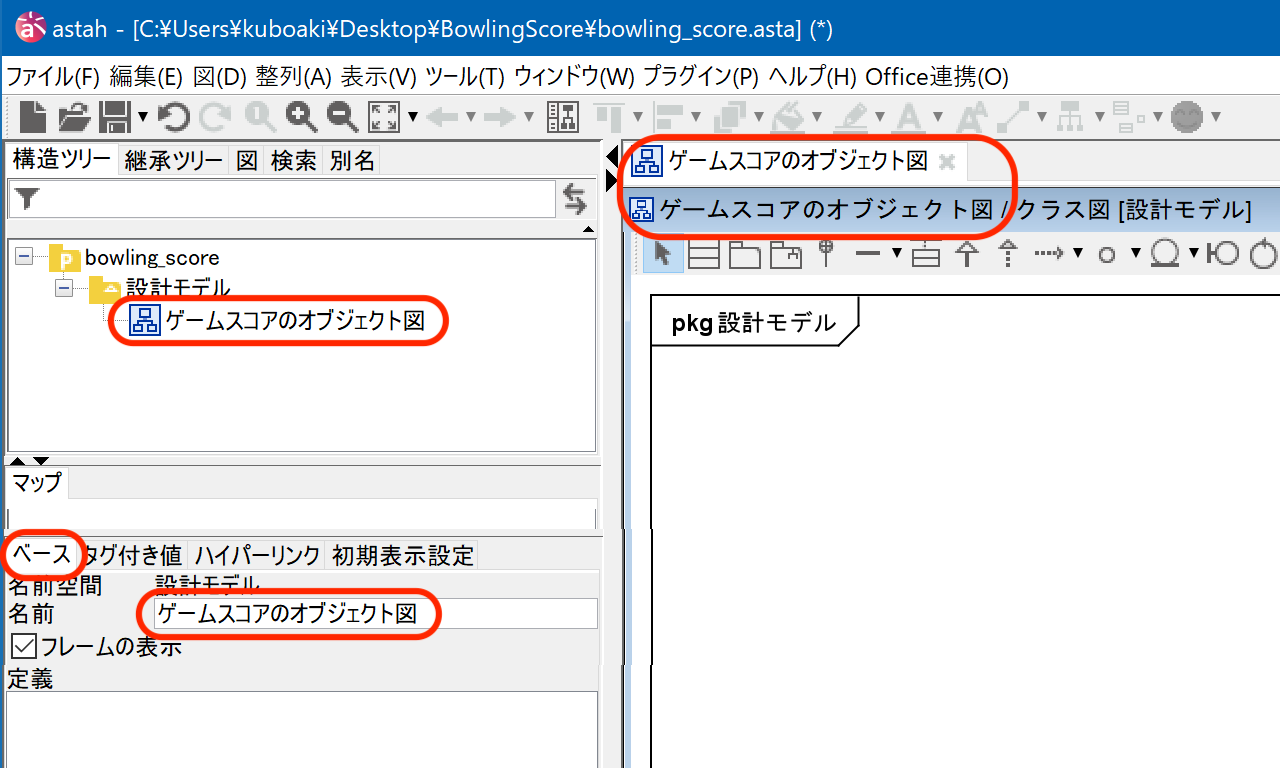 astah - [C:¥Users¥kuboaki¥Desktop¥BowlingScore¥bowling_score.asta] (*)
ファイル(F) 編集(E) 図(D) 整列(A) 表示(V) ツール(T) ウィンドウ(W) プラグイン(P) ヘルプ(H) Office連携(O)
構造ツリー 継承ツリー 図 検索 別名
ゲームスコアのオブジェクト図
ゲームスコアのオブジェクト図 / クラス図 [設計モデル]
bowling_score
設計モデル
ゲームスコアのオブジェクト図
pkg 設計モデル
マップ
ベース タグ付き値 ハイパーリンク 初期表示設定
名前空間 設計モデル
名前 ゲームスコアのオブジェクト図
フレームの表示
定義